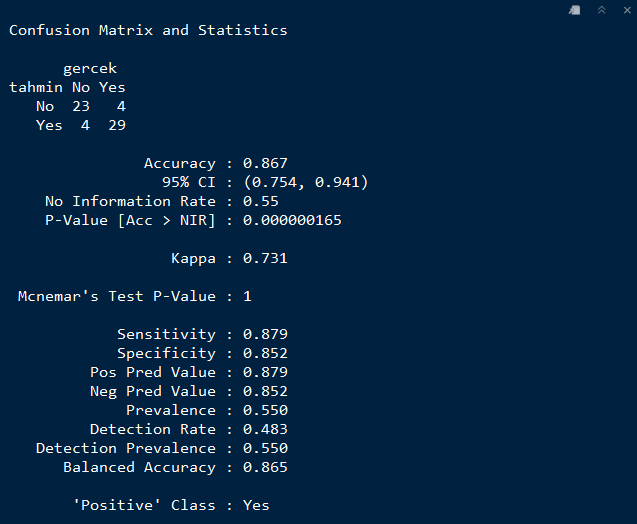 Confusion Matrix and Statistics
gercek
tahmin No Yes
No 23 4
Yes 4 29
Accuracy : 0.867
95% CI : (0.754, 0.941)
No Information Rate : 0.55
P-Value [Acc > NIR] : 0.000000165
Kappa : 0.731
Mcnemar's Test P-Value : 1
Sensitivity : 0.879
Specificity : 0.852
Pos Pred Value : 0.879
Neg Pred Value : 0.852
Prevalence : 0.550
Detection Rate : 0.483
Detection Prevalence : 0.550
Balanced Accuracy : 0.865
'Positive' Class : Yes